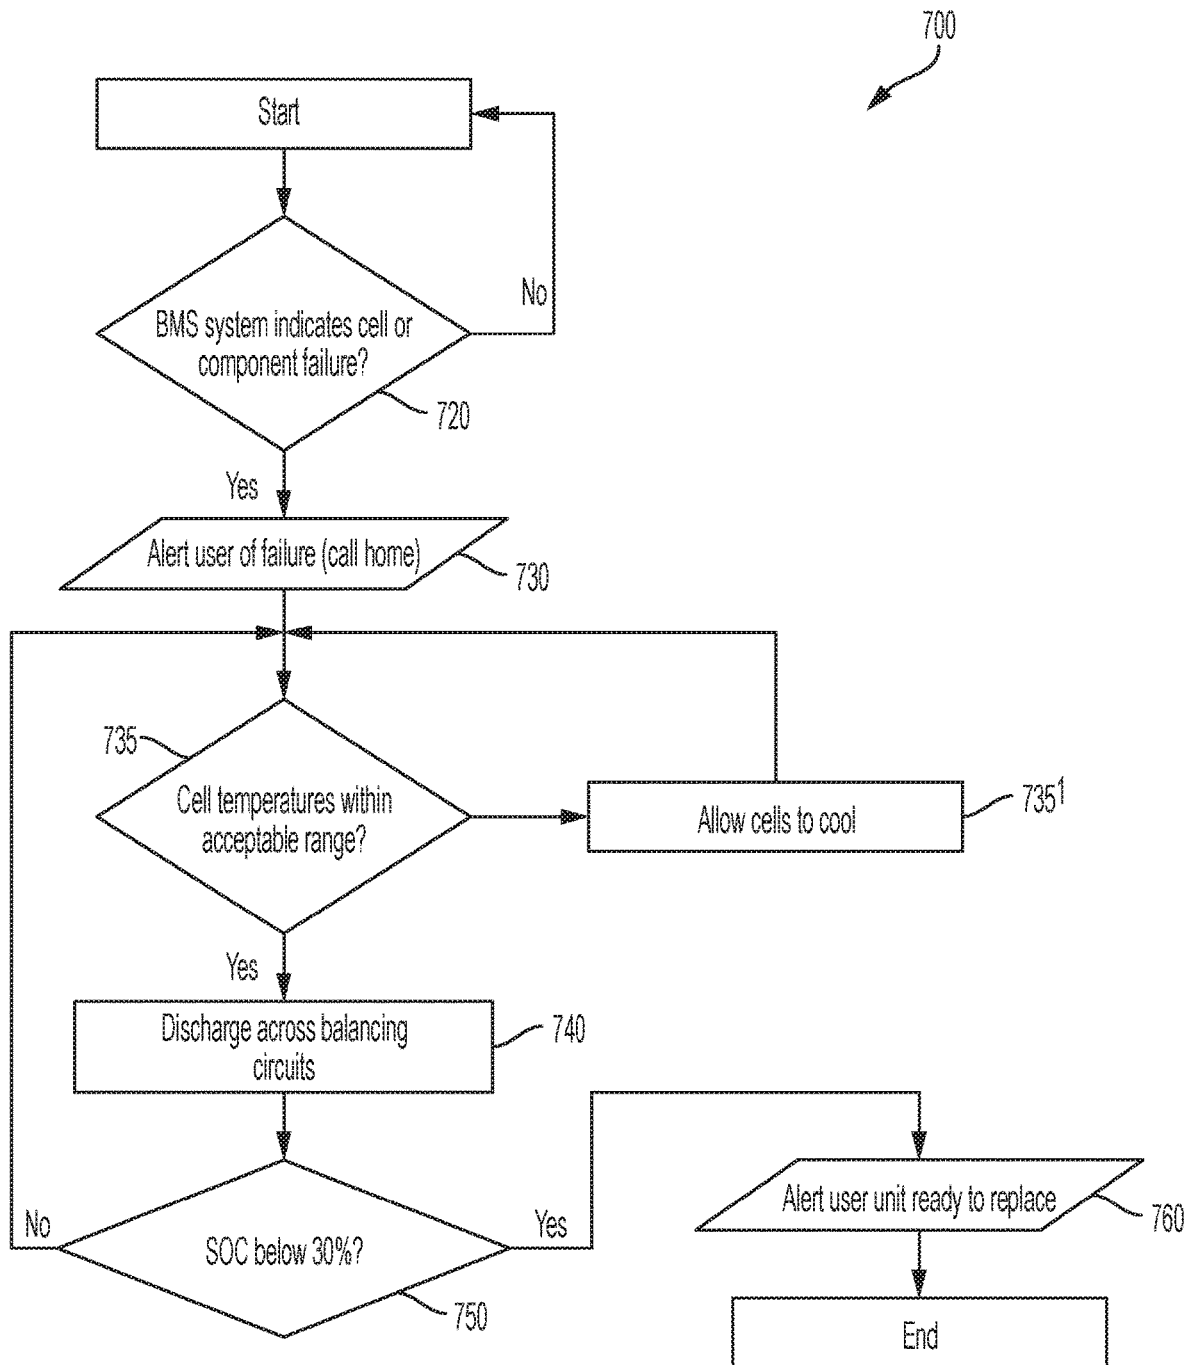 700
Start
No
BMS system indicates cell or
component failure?
720
Yes
Alert user of failure (call home)
730
735
Cell temperatures within
acceptable range?
Allow cells to cool
735¹
Yes
Discharge across balancing
circuits
740
No
SOC below 30%?
Yes
750
Alert user unit ready to replace
760
End